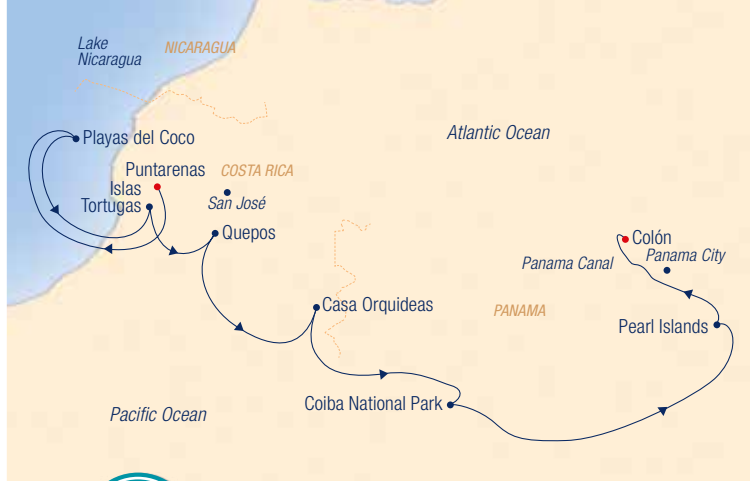 Lake
Nicaragua
NICARAGUA
Playas del Coco
Atlantic Ocean
Puntarenas
COSTA RICA
Islas
Tortugas
San José
Quepos
Colón
Panama City
Panama Canal
Casa Orquideas
PANAMA
Pearl Islands
Coiba National Park
Pacific Ocean